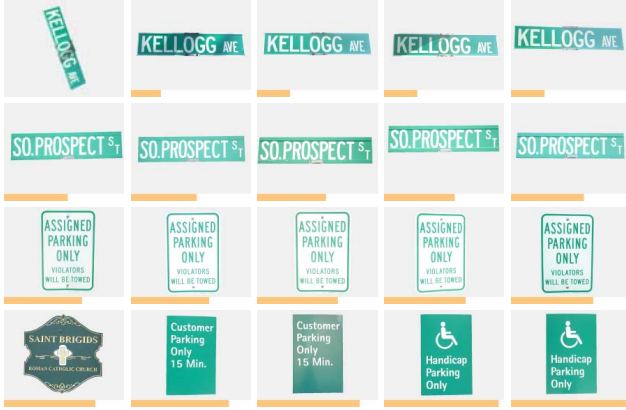 KELLOGG AVE
KELLOGG AVE
KELLOGG AVE
KELLOGG AVE
KELLOGG AVE
SO.PROSPECT ST
SO.PROSPECT ST
SO.PROSPECT ST
SO.PROSPECT ST
SO.PROSPECT ST
ASSIGNED
PARKING
ONLY
VIOLATORS
WILL BE TOWED
ASSIGNED
PARKING
ONLY
VIOLATORS
WILL BE TOWED
ASSIGNED
PARKING
ONLY
VIOLATORS
WILL BE TOWED
ASSIGNED
PARKING
ONLY
VIOLATORS
WILL BE TOWED
ASSIGNED
PARKING
ONLY
VIOLATORS
WILL BE TOWED
SAINT BRIGIDS
ROMAN CATHOLIC CHURCH
Customer
Parking
Only
15 Min.
Customer
Parking
Only
15 Min.
Handicap
Parking
Only
Handicap
Parking
Only